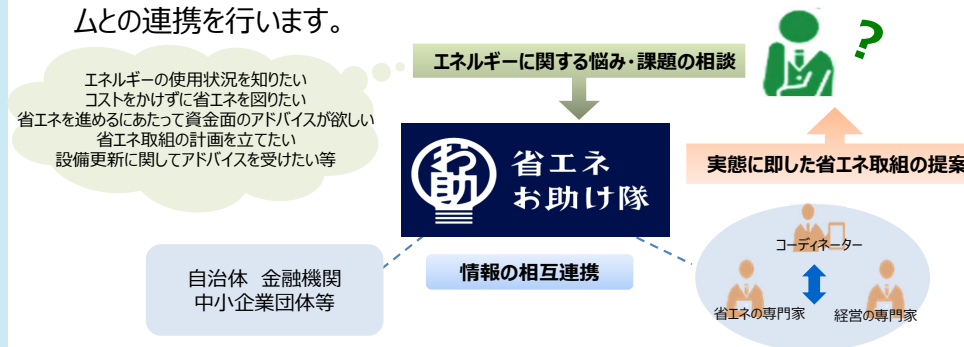 ムとの連携を行います。
エネルギーに関する悩み・課題の相談
?
エネルギーの使用状況を知りたい
コストをかけずに省エネを図りたい
省エネを進めるにあたって資金面のアドバイスが欲しい
省エネ取組の計画を立てたい
設備更新に関してアドバイスを受けたい等
お助
省エネ
お助け隊
実態に即した省エネ取組の提案
コーディネーター
情報の相互連携
自治体 金融機関
中小企業団体等
省エネの専門家
経営の専門家